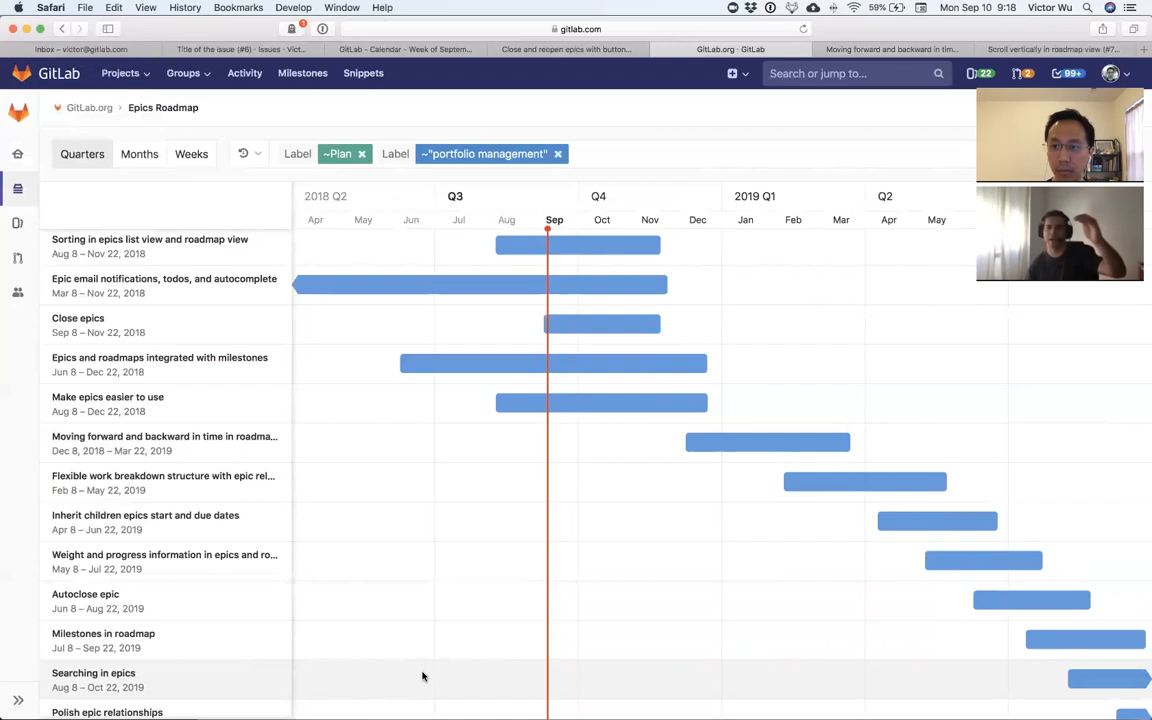 Safari File Edit View History Bookmarks Develop Window Help
59% Mon Sep 10 9:18 Victor Wu
1
gitlab.com
Inbox – victor@gitlab.com
Title of the issue (#6) · Issues · Vict...
GitLab - Calendar - Week of Septem...
Close and reopen epics with button...
GitLab.org · GitLab
Moving forward and backward in tim...
Scroll vertically in roadmap view (#7...
GitLab Projects Groups Activity Milestones Snippets
Search or jump to...
22 2 99+
GitLab.org › Epics Roadmap
Quarters Months Weeks
Label ~Plan × Label ~"portfolio management" ×
2018 Q2 Q3 Q4 2019 Q1 Q2
Apr May Jun Jul Aug Sep Oct Nov Dec Jan Feb Mar Apr May
Sorting in epics list view and roadmap view
Aug 8 – Nov 22, 2018
Epic email notifications, todos, and autocomplete
Mar 8 – Nov 22, 2018
Close epics
Sep 8 – Nov 22, 2018
Epics and roadmaps integrated with milestones
Jun 8 – Dec 22, 2018
Make epics easier to use
Aug 8 – Dec 22, 2018
Moving forward and backward in time in roadma...
Dec 8, 2018 – Mar 22, 2019
Flexible work breakdown structure with epic rel...
Feb 8 – May 22, 2019
Inherit children epics start and due dates
Apr 8 – Jun 22, 2019
Weight and progress information in epics and ro...
May 8 – Jul 22, 2019
Autoclose epic
Jun 8 – Aug 22, 2019
Milestones in roadmap
Jul 8 – Sep 22, 2019
Searching in epics
Aug 8 – Oct 22, 2019
Polish epic relationships